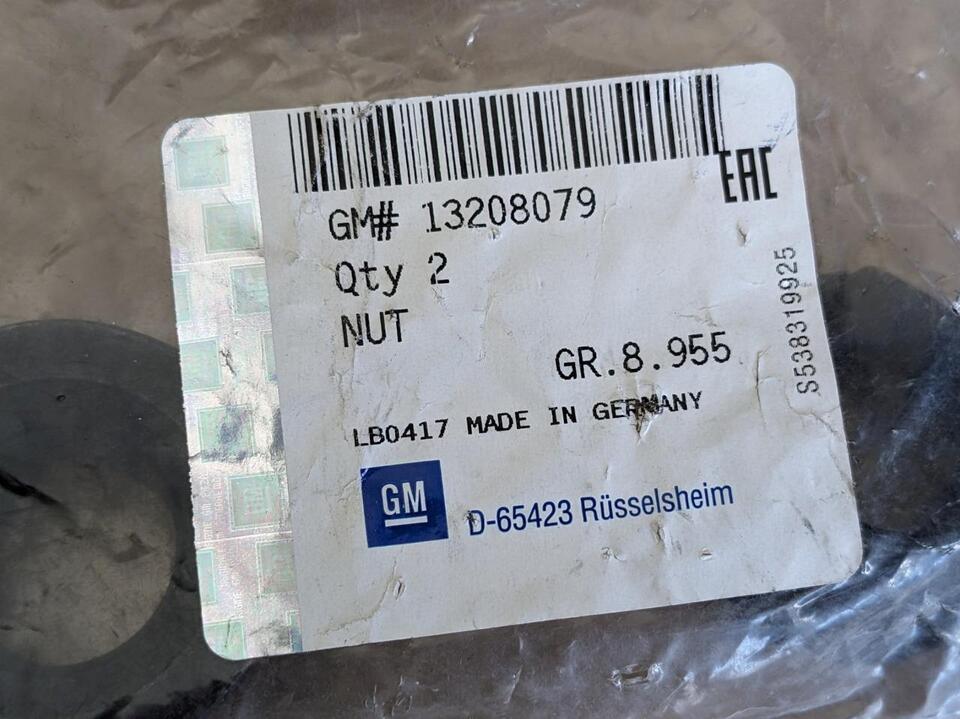 EAC
GM# 13208079
Qty 2
NUT
GR.8.955
S538319925
LB0417 MADE IN GERMANY
GM
D-65423 Rüsselsheim